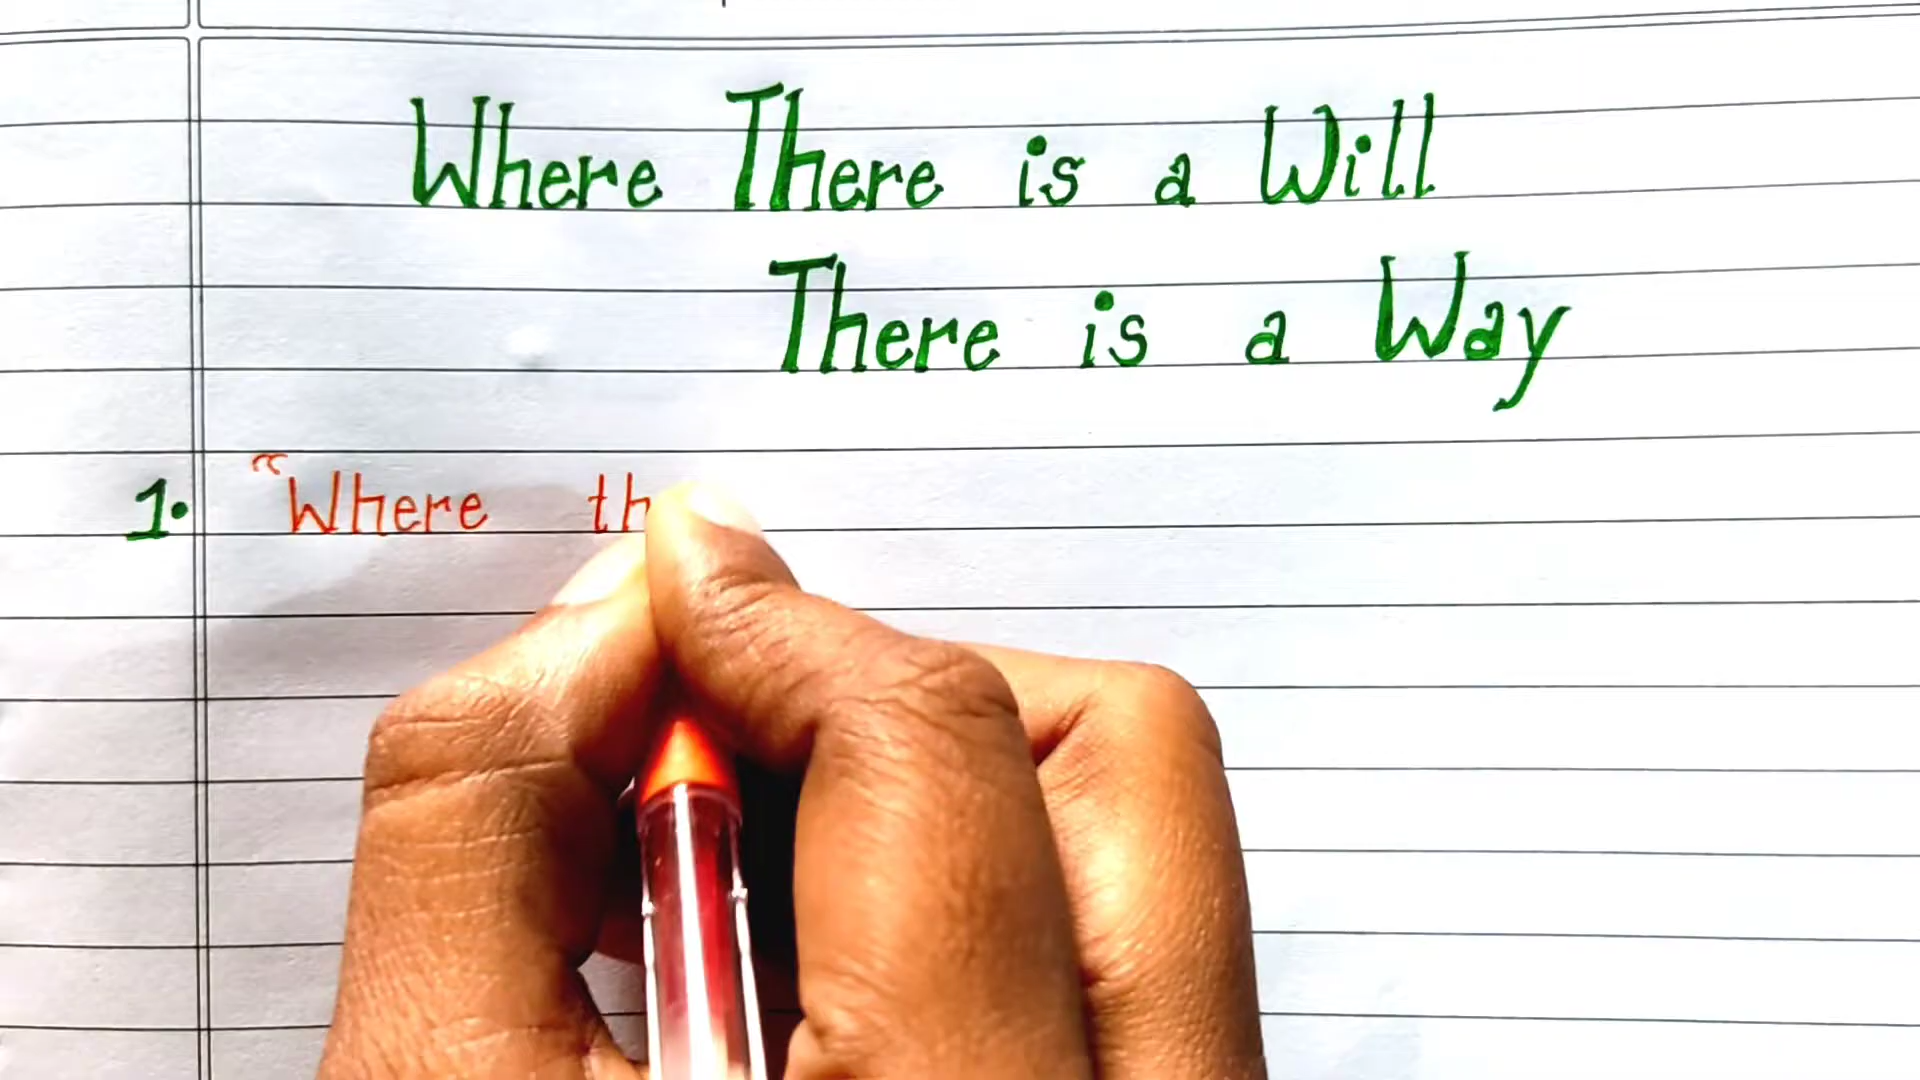 Where There is a Will
There is a Way
1. “Where th